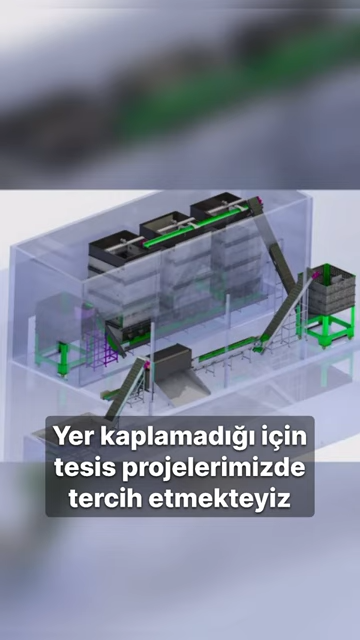 Yer kaplamadığı için
tesis projelerimizde
tercih etmekteyiz